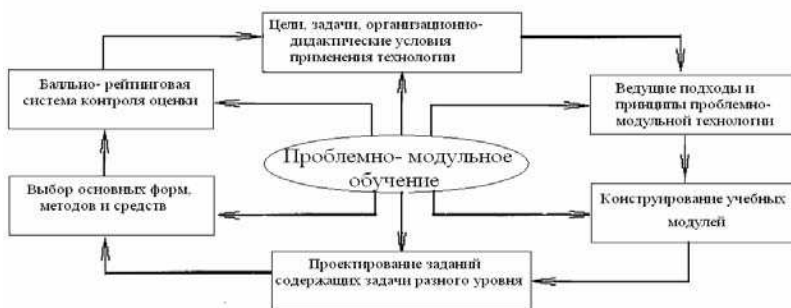 Цели, задачи, организационно-
дидактические условия
применения технологии
Балльно- рейтинговая
система контроля оценки
Ведущие подходы и
принципы проблемно-
модульной технологии
Проблемно- модульное
обучение
Выбор основных форм,
методов и средств
Конструирование учебных
модулей
Проектирование заданий
содержащих задачи разного уровня